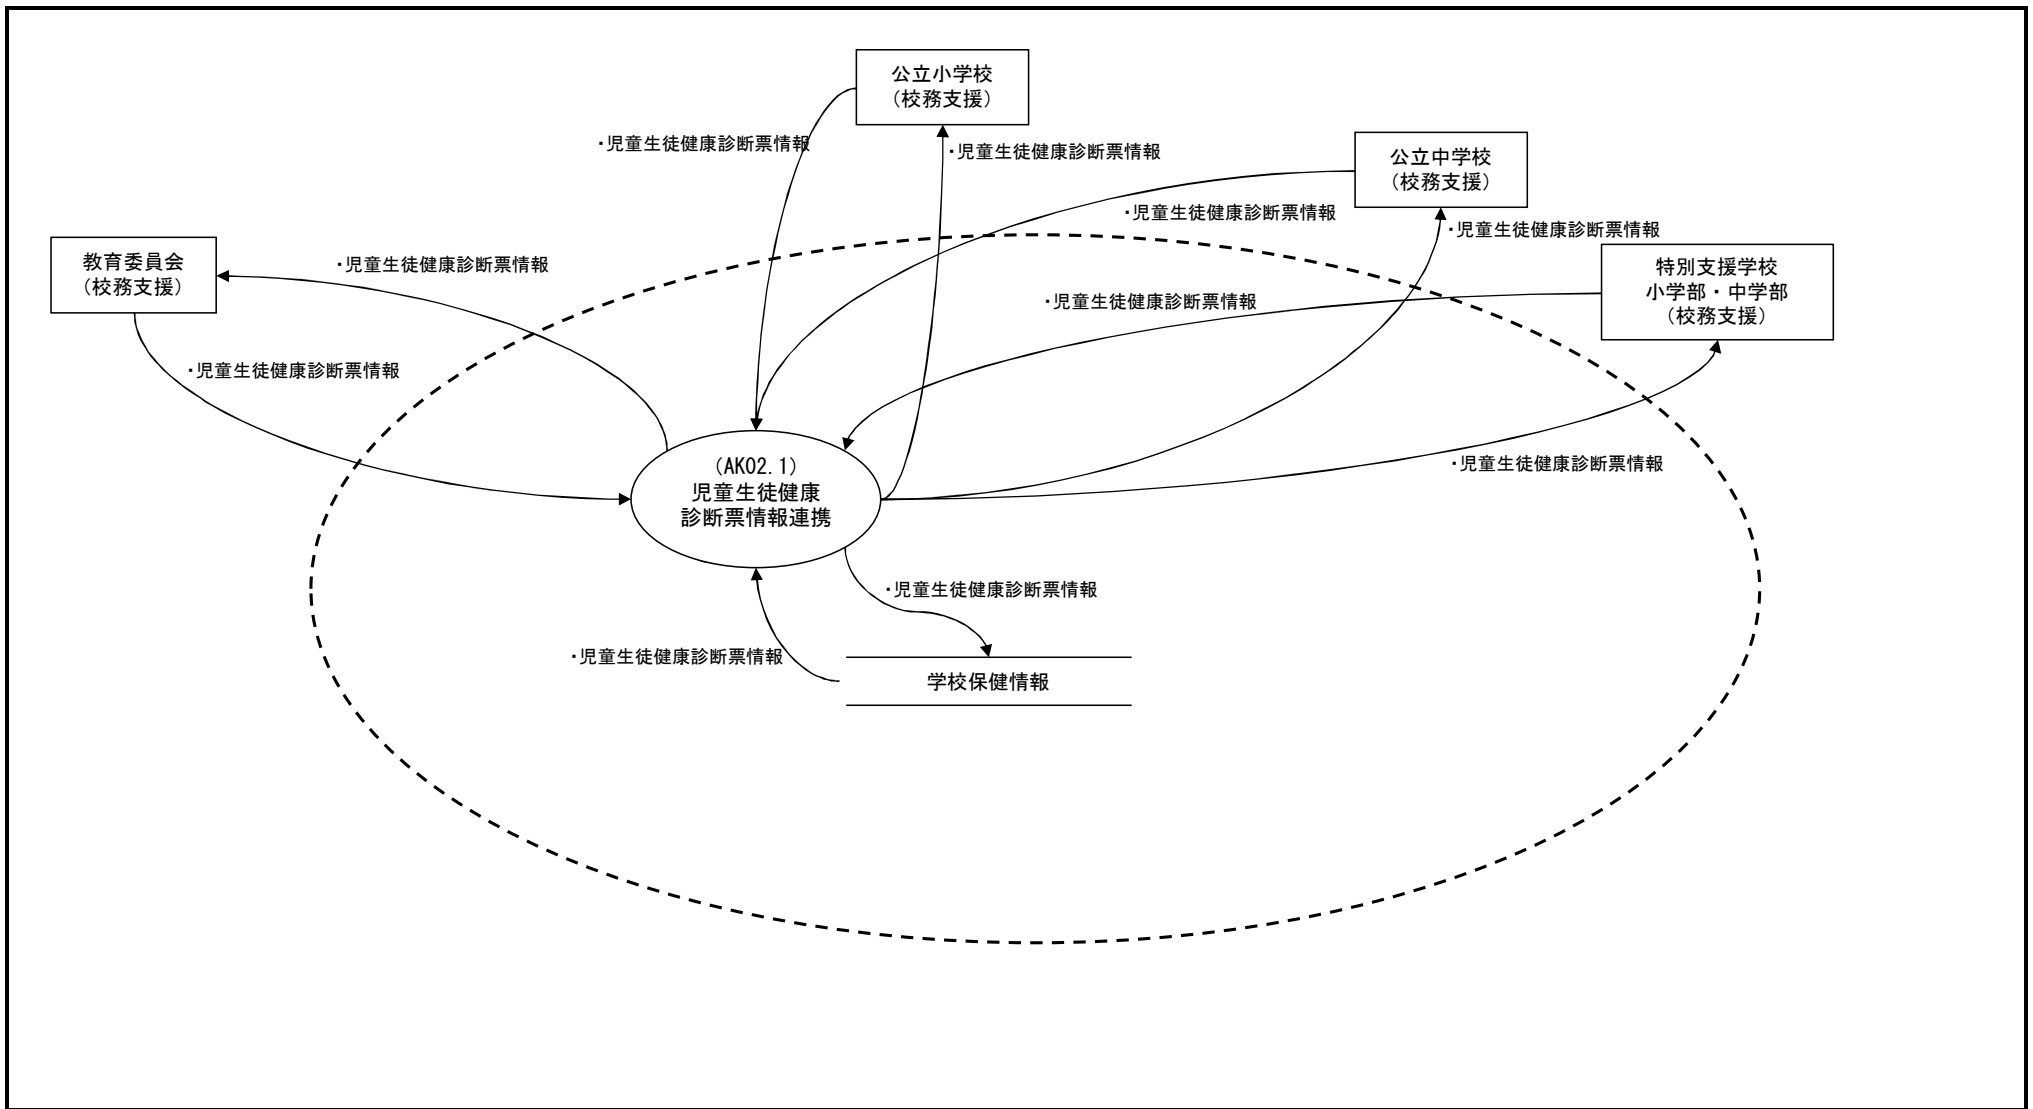 公立小学校
(校務支援)
・児童生徒健康診断票情報
・児童生徒健康診断票情報
公立中学校
(校務支援)
・児童生徒健康診断票情報
・児童生徒健康診断票情報
教育委員会
(校務支援)
・児童生徒健康診断票情報
特別支援学校
小学部・中学部
(校務支援)
・児童生徒健康診断票情報
・児童生徒健康診断票情報
・児童生徒健康診断票情報
(AK02.1)
児童生徒健康
診断票情報連携
・児童生徒健康診断票情報
・児童生徒健康診断票情報
学校保健情報